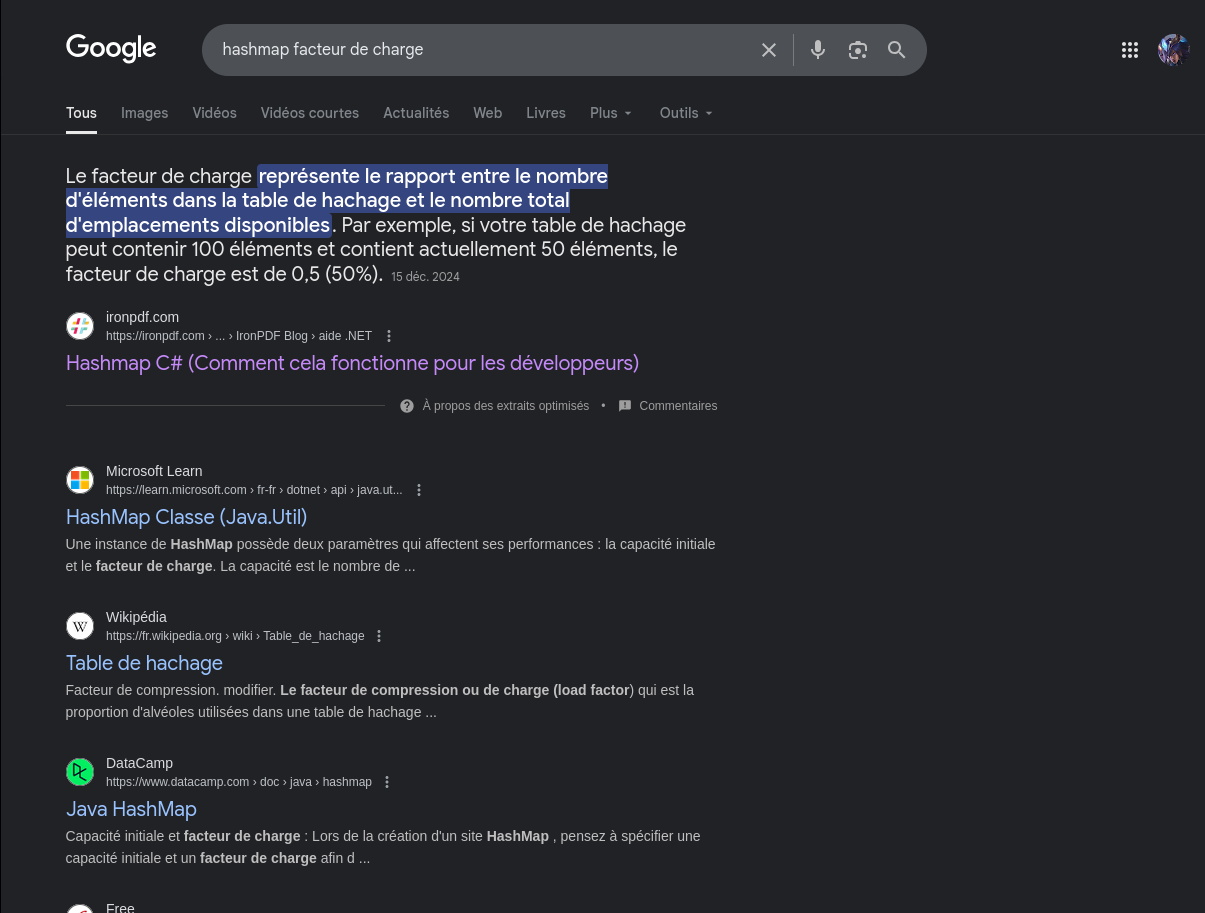 Google
hashmap facteur de charge
Tous Images Vidéos Vidéos courtes Actualités Web Livres Plus Outils
Le facteur de charge représente le rapport entre le nombre
d'éléments dans la table de hachage et le nombre total
d'emplacements disponibles. Par exemple, si votre table de hachage
peut contenir 100 éléments et contient actuellement 50 éléments, le
facteur de charge est de 0,5 (50%). 15 déc. 2024
ironpdf.com
https://ironpdf.com › ... › IronPDF Blog › aide .NET
Hashmap C# (Comment cela fonctionne pour les développeurs)
À propos des extraits optimisés • Commentaires
Microsoft Learn
https://learn.microsoft.com › fr-fr › dotnet › api › java.ut...
HashMap Classe (Java.Util)
Une instance de HashMap possède deux paramètres qui affectent ses performances : la capacité initiale
et le facteur de charge. La capacité est le nombre de ...
W
Wikipédia
https://fr.wikipedia.org › wiki › Table_de_hachage
Table de hachage
Facteur de compression. modifier. Le facteur de compression ou de charge (load factor) qui est la
proportion d'alvéoles utilisées dans une table de hachage ...
DataCamp
https://www.datacamp.com › doc › java › hashmap
Java HashMap
Capacité initiale et facteur de charge : Lors de la création d'un site HashMap , pensez à spécifier une
capacité initiale et un facteur de charge afin d ...
Free